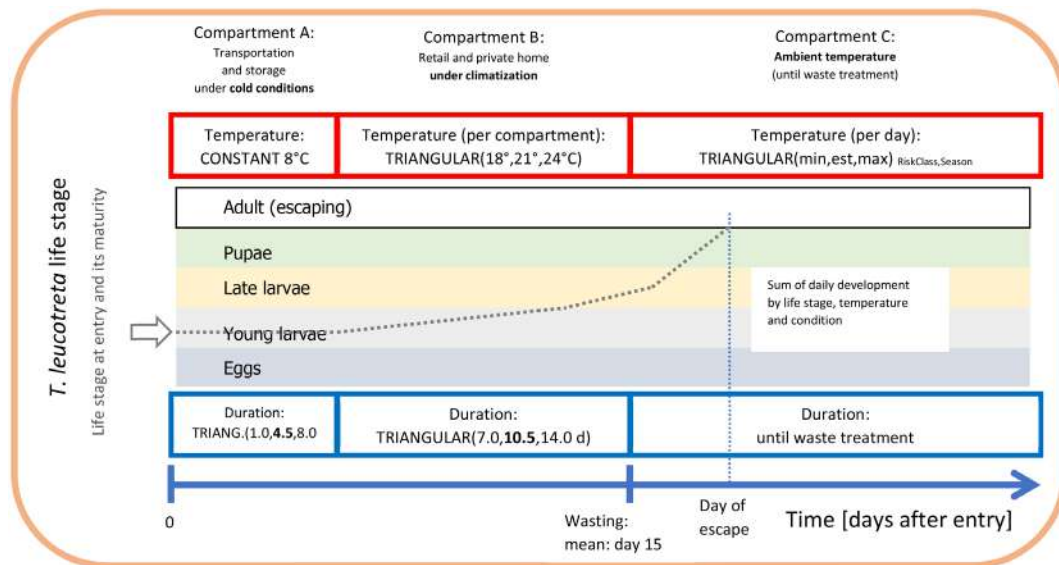 Compartment A:
Transportation
and storage
under cold conditions
Compartment B:
Retail and private home
under climatization
Compartment C:
Ambient temperature
(until waste treatment)
Temperature:
CONSTANT 8°C
Temperature (per compartment):
TRIANGULAR(18°,21°,24°C)
Temperature (per day):
TRIANGULAR(min,est,max) RiskClass,Season
T. leucotreta life stage
Life stage at entry and its maturity
Adult (escaping)
Pupae
Late larvae
Young larvae
Eggs
Sum of daily development
by life stage, temperature
and condition
Duration:
TRIANG.(1.0,4.5,8.0
Duration:
TRIANGULAR(7.0,10.5,14.0 d)
Duration:
until waste treatment
0
Wasting:
mean: day 15
Day of
escape
Time [days after entry]